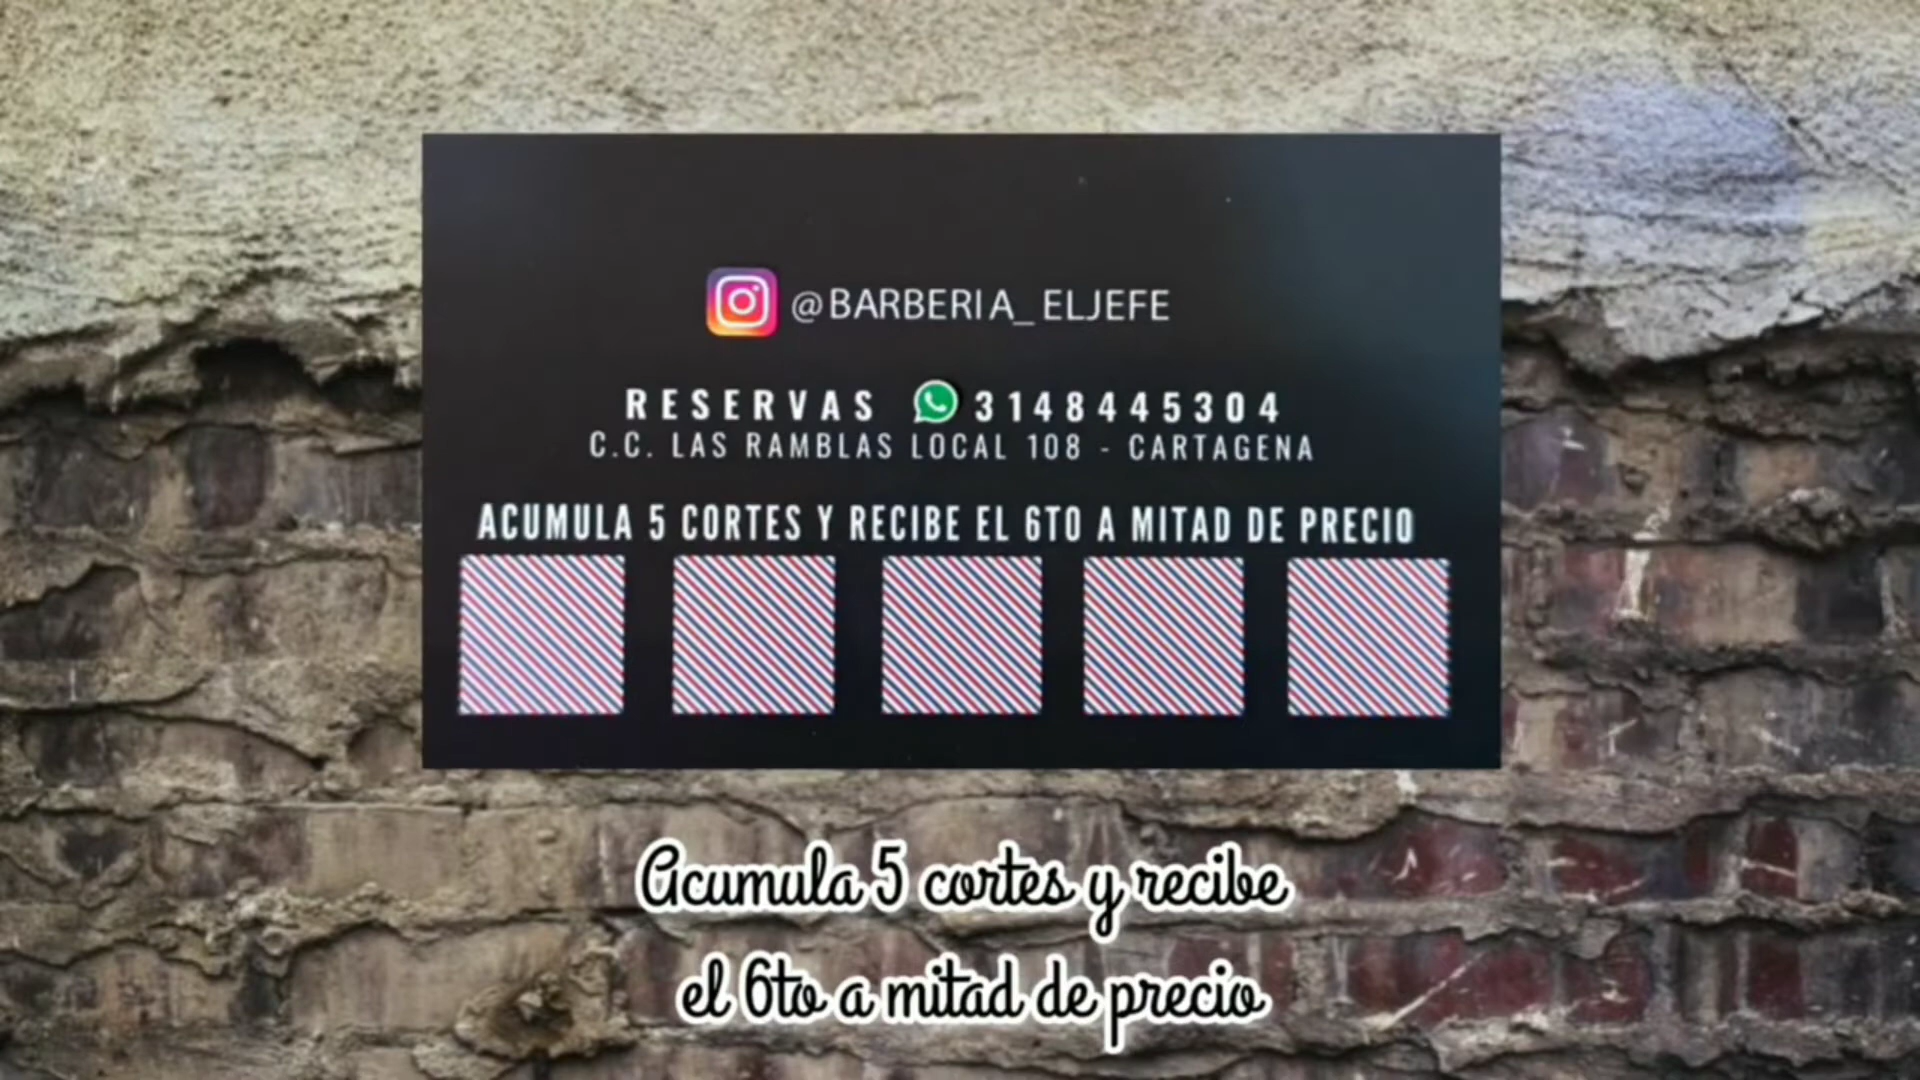 @BARBERIA_ELJEFE
RESERVAS 3148445304
C.C. LAS RAMBLAS LOCAL 108 - CARTAGENA
ACUMULA 5 CORTES Y RECIBE EL 6TO A MITAD DE PRECIO
Acumula 5 cortes y recibe
el 6to a mitad de precio